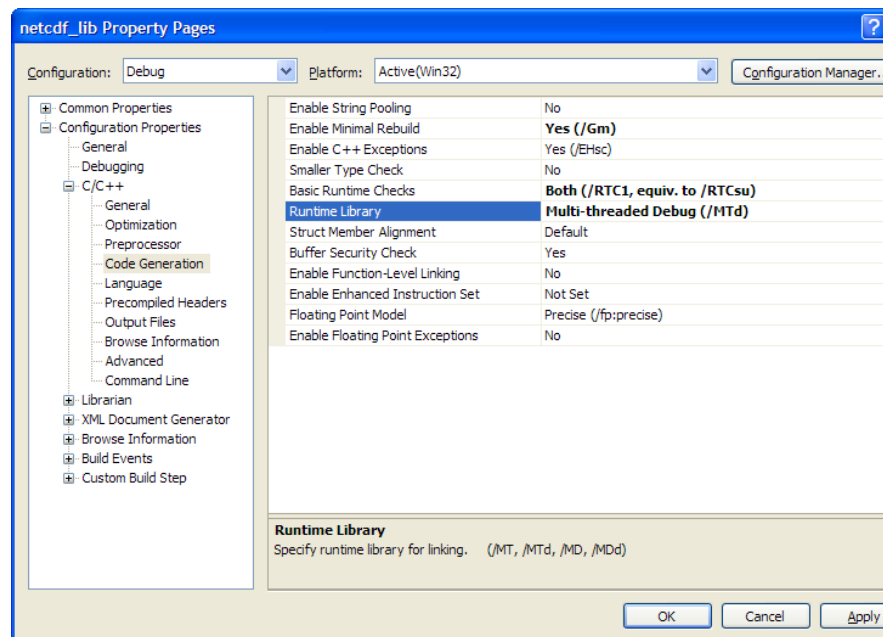 netcdf_lib Property Pages
?
Configuration: Debug Platform: Active(Win32) Configuration Manager..
Common Properties
Configuration Properties
General
Debugging
C/C++
General
Optimization
Preprocessor
Code Generation
Language
Precompiled Headers
Output Files
Browse Information
Advanced
Command Line
Librarian
XML Document Generator
Browse Information
Build Events
Custom Build Step
Enable String Pooling No
Enable Minimal Rebuild Yes (/Gm)
Enable C++ Exceptions Yes (/EHsc)
Smaller Type Check No
Basic Runtime Checks Both (/RTC1, equiv. to /RTCsu)
Runtime Library Multi-threaded Debug (/MTd)
Struct Member Alignment Default
Buffer Security Check Yes
Enable Function-Level Linking No
Enable Enhanced Instruction Set Not Set
Floating Point Model Precise (/fp:precise)
Enable Floating Point Exceptions No
Runtime Library
Specify runtime library for linking. (/MT, /MTd, /MD, /MDd)
OK Cancel Apply